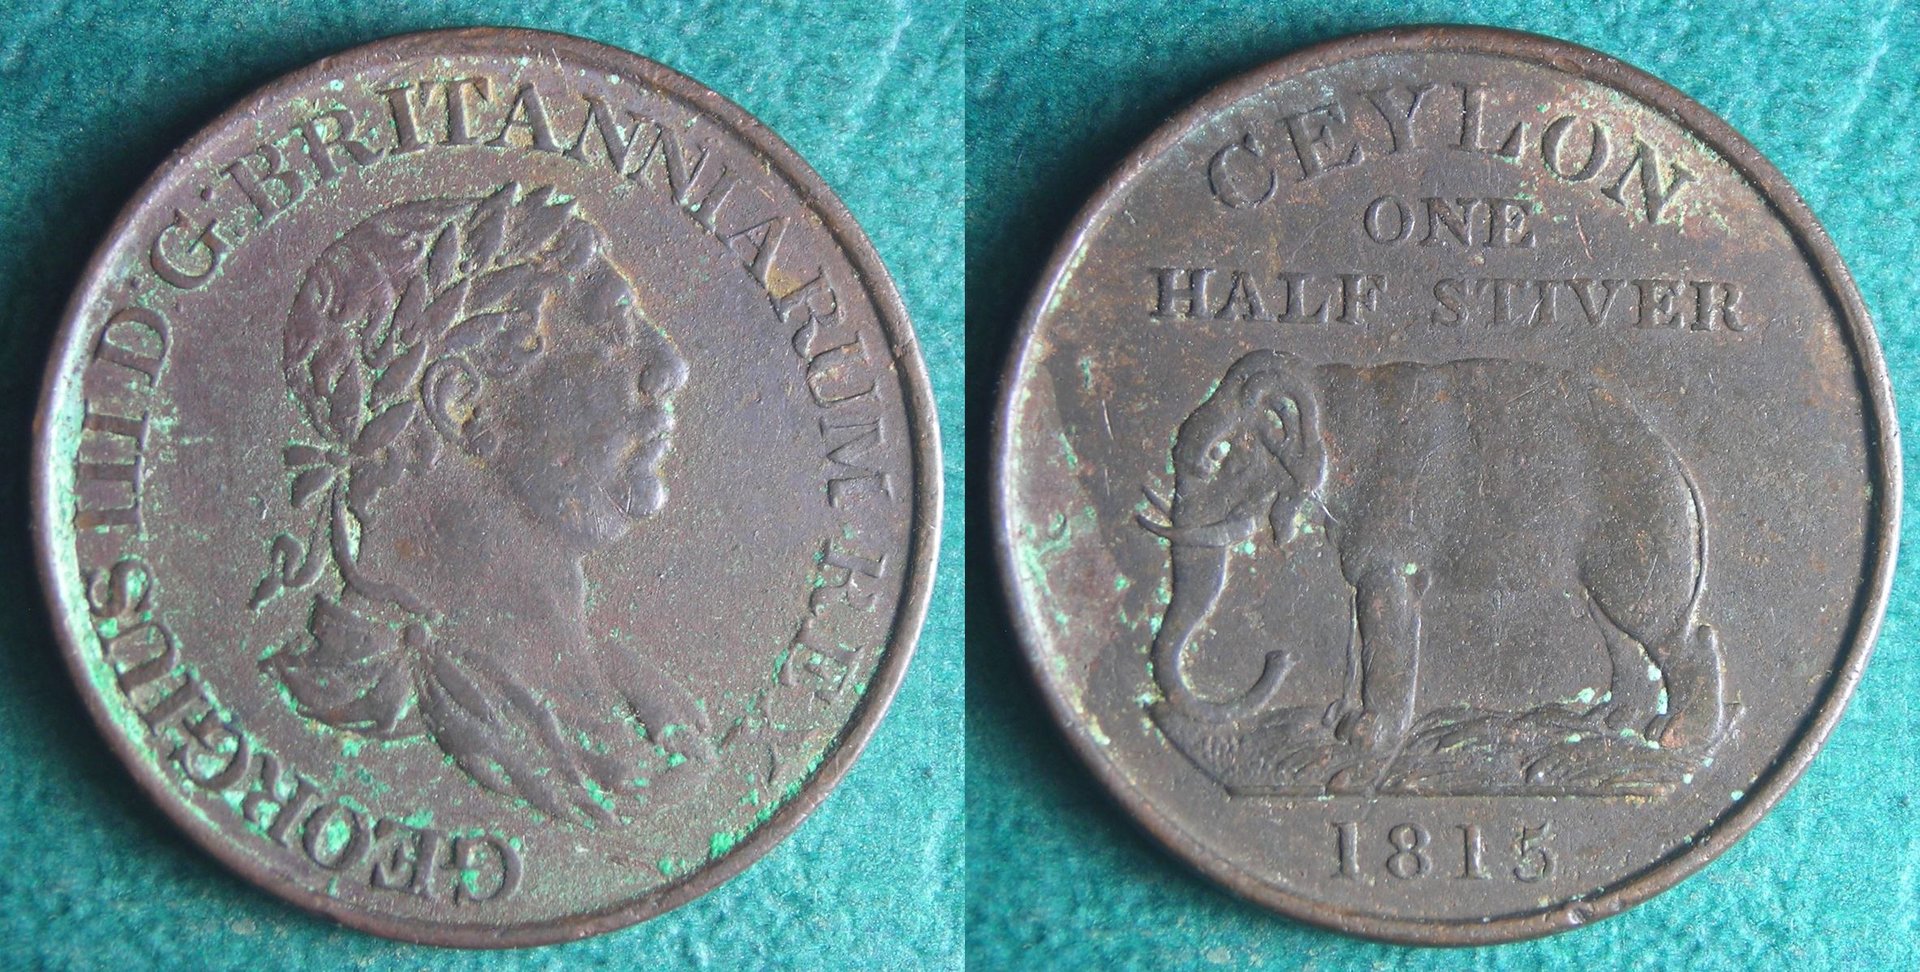 GEORGIUS III D:G:BRITANNIARUM REX
CEYLON
ONE
HALF STIVER
1815